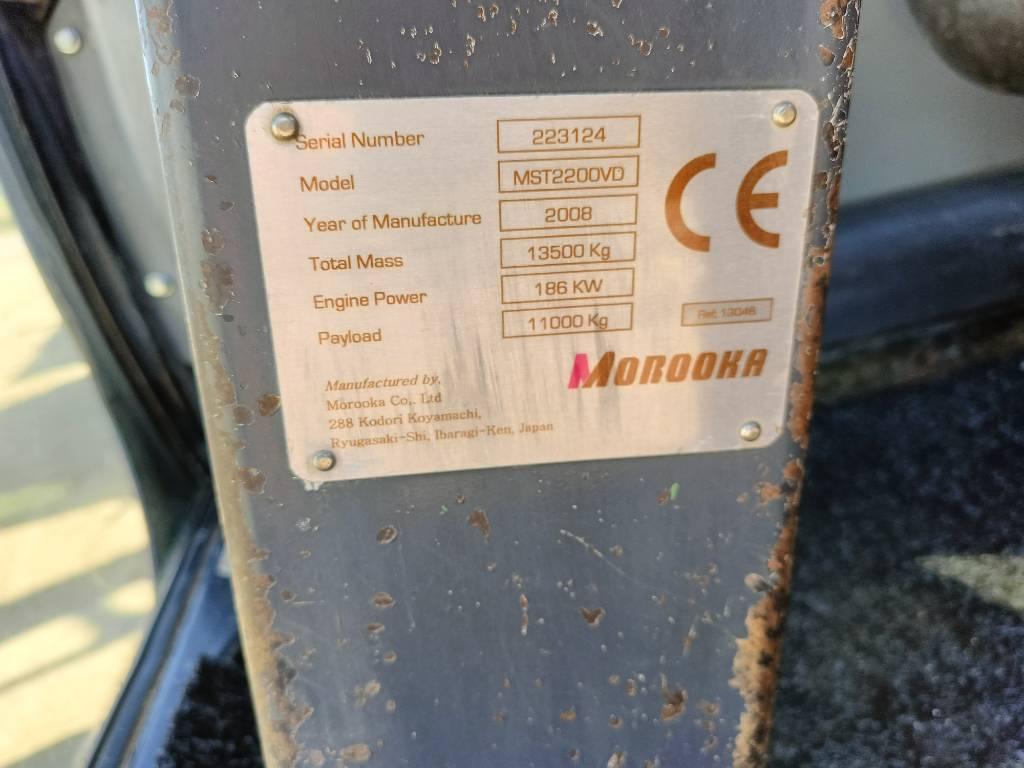 Serial Number 223124
Model MST2200VD
Year of Manufacture 2008
Total Mass 13500 Kg
Engine Power 186 KW
Payload 11000 Kg
CE
Ref: 13048
MOROOKA
Manufactured by,
Morooka Co,. Ltd
288 Kodori Koyamachi,
Ryugasaki-Shi, Ibaragi-Ken, Japan